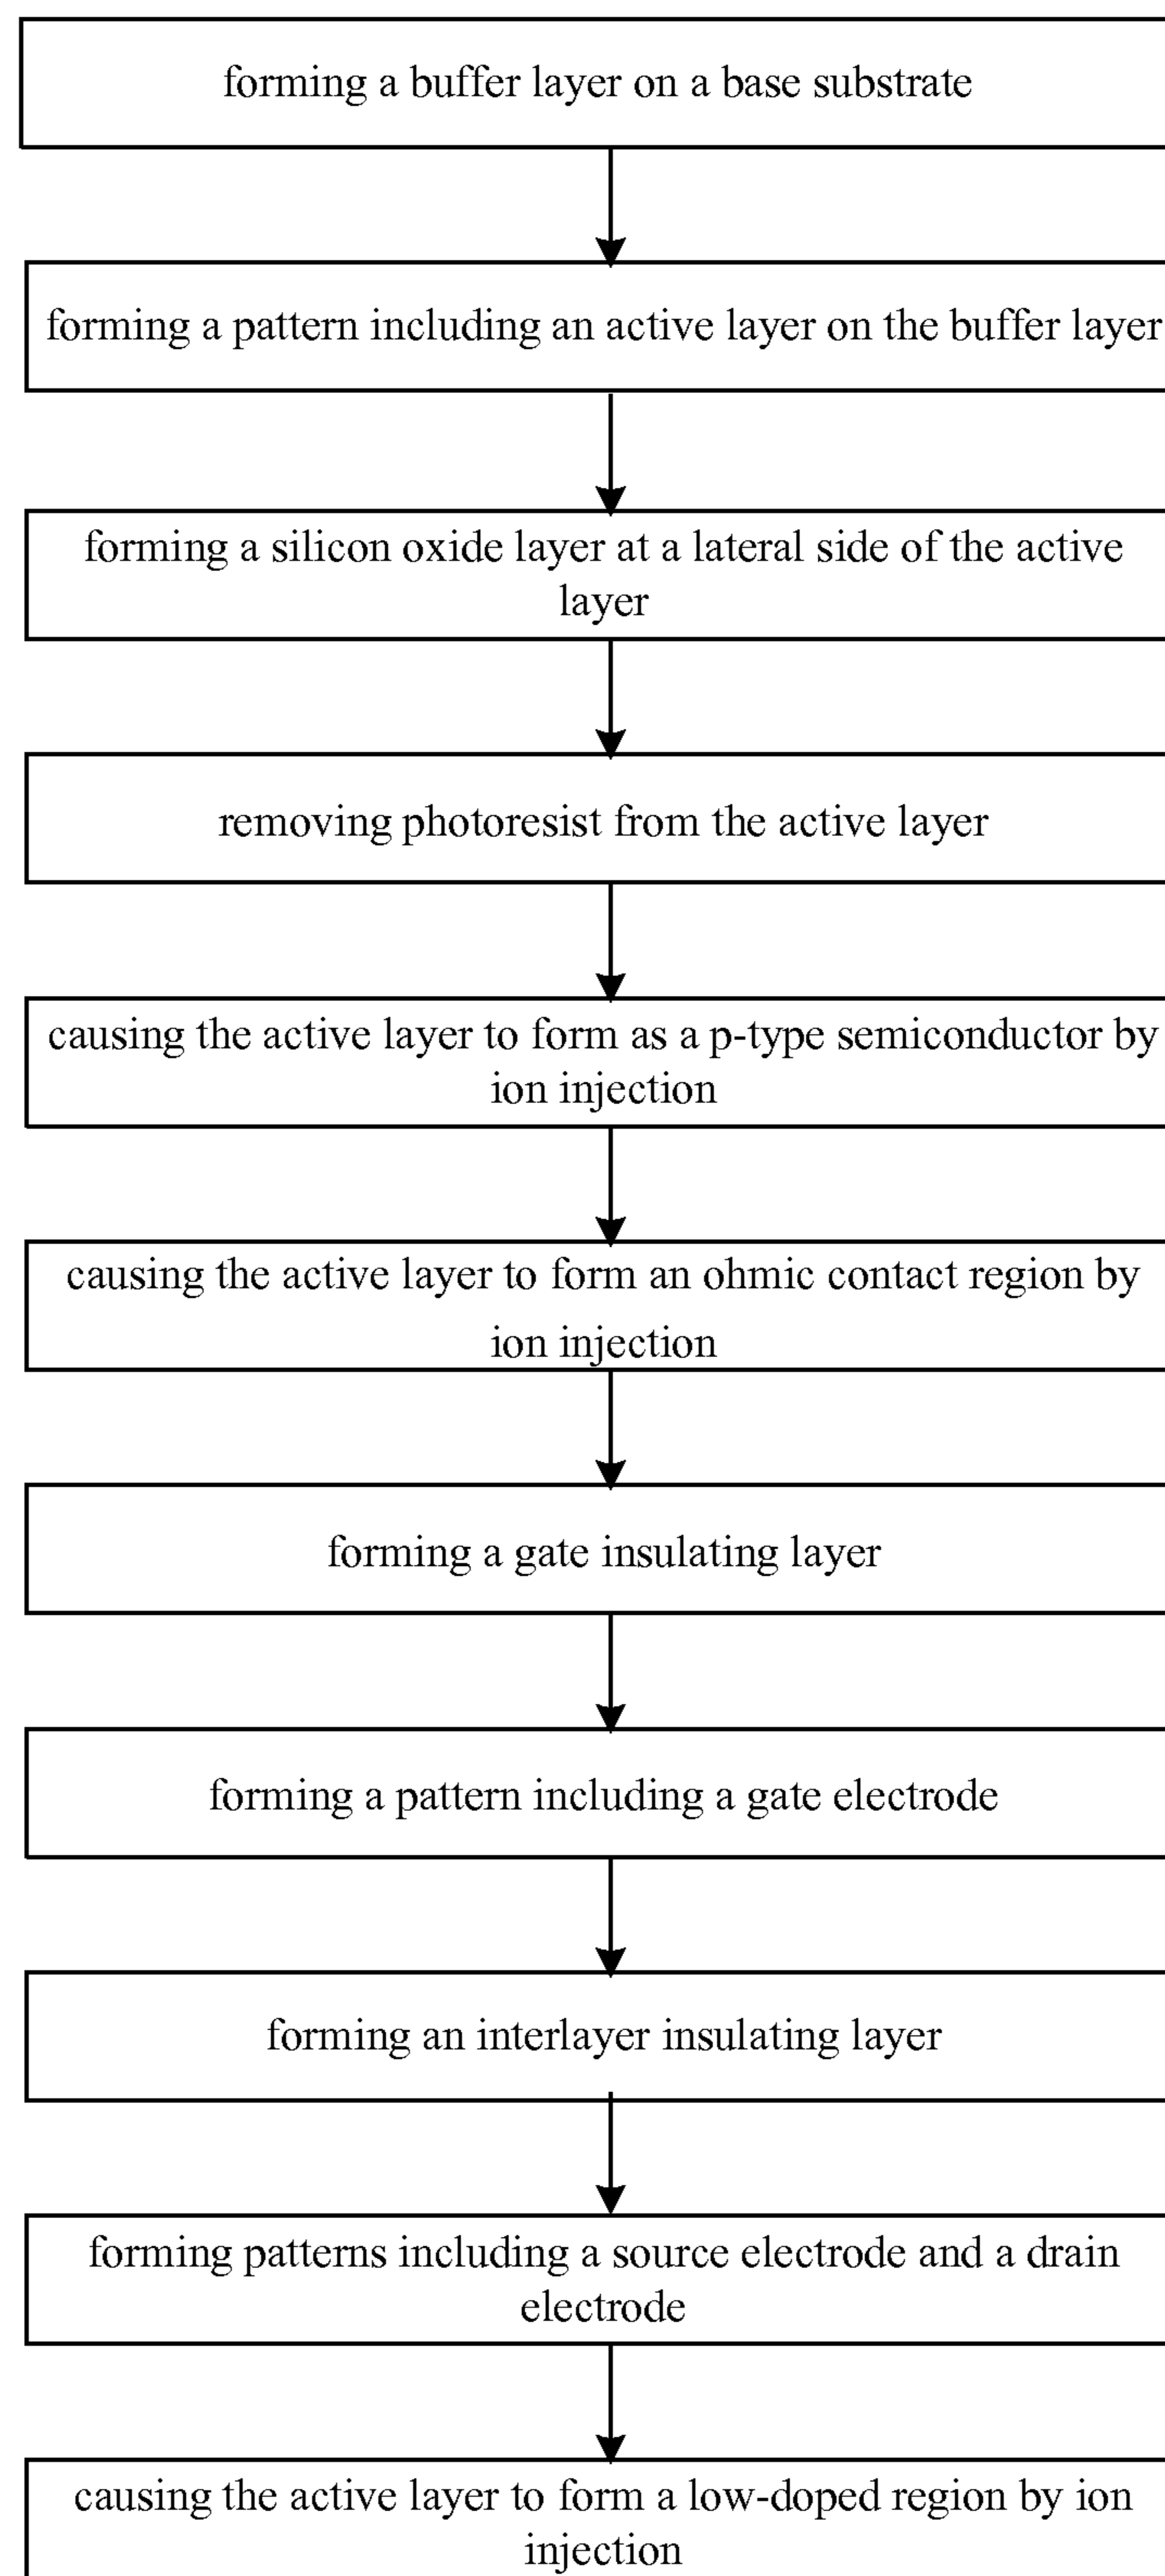 forming a buffer layer on a base substrate
forming a pattern including an active layer on the buffer layer
forming a silicon oxide layer at a lateral side of the active
layer
removing photoresist from the active layer
causing the active layer to form as a p-type semiconductor by
ion injection
causing the active layer to form an ohmic contact region by
ion injection
forming a gate insulating layer
forming a pattern including a gate electrode
forming an interlayer insulating layer
forming patterns including a source electrode and a drain
electrode
causing the active layer to form a low-doped region by ion
injection